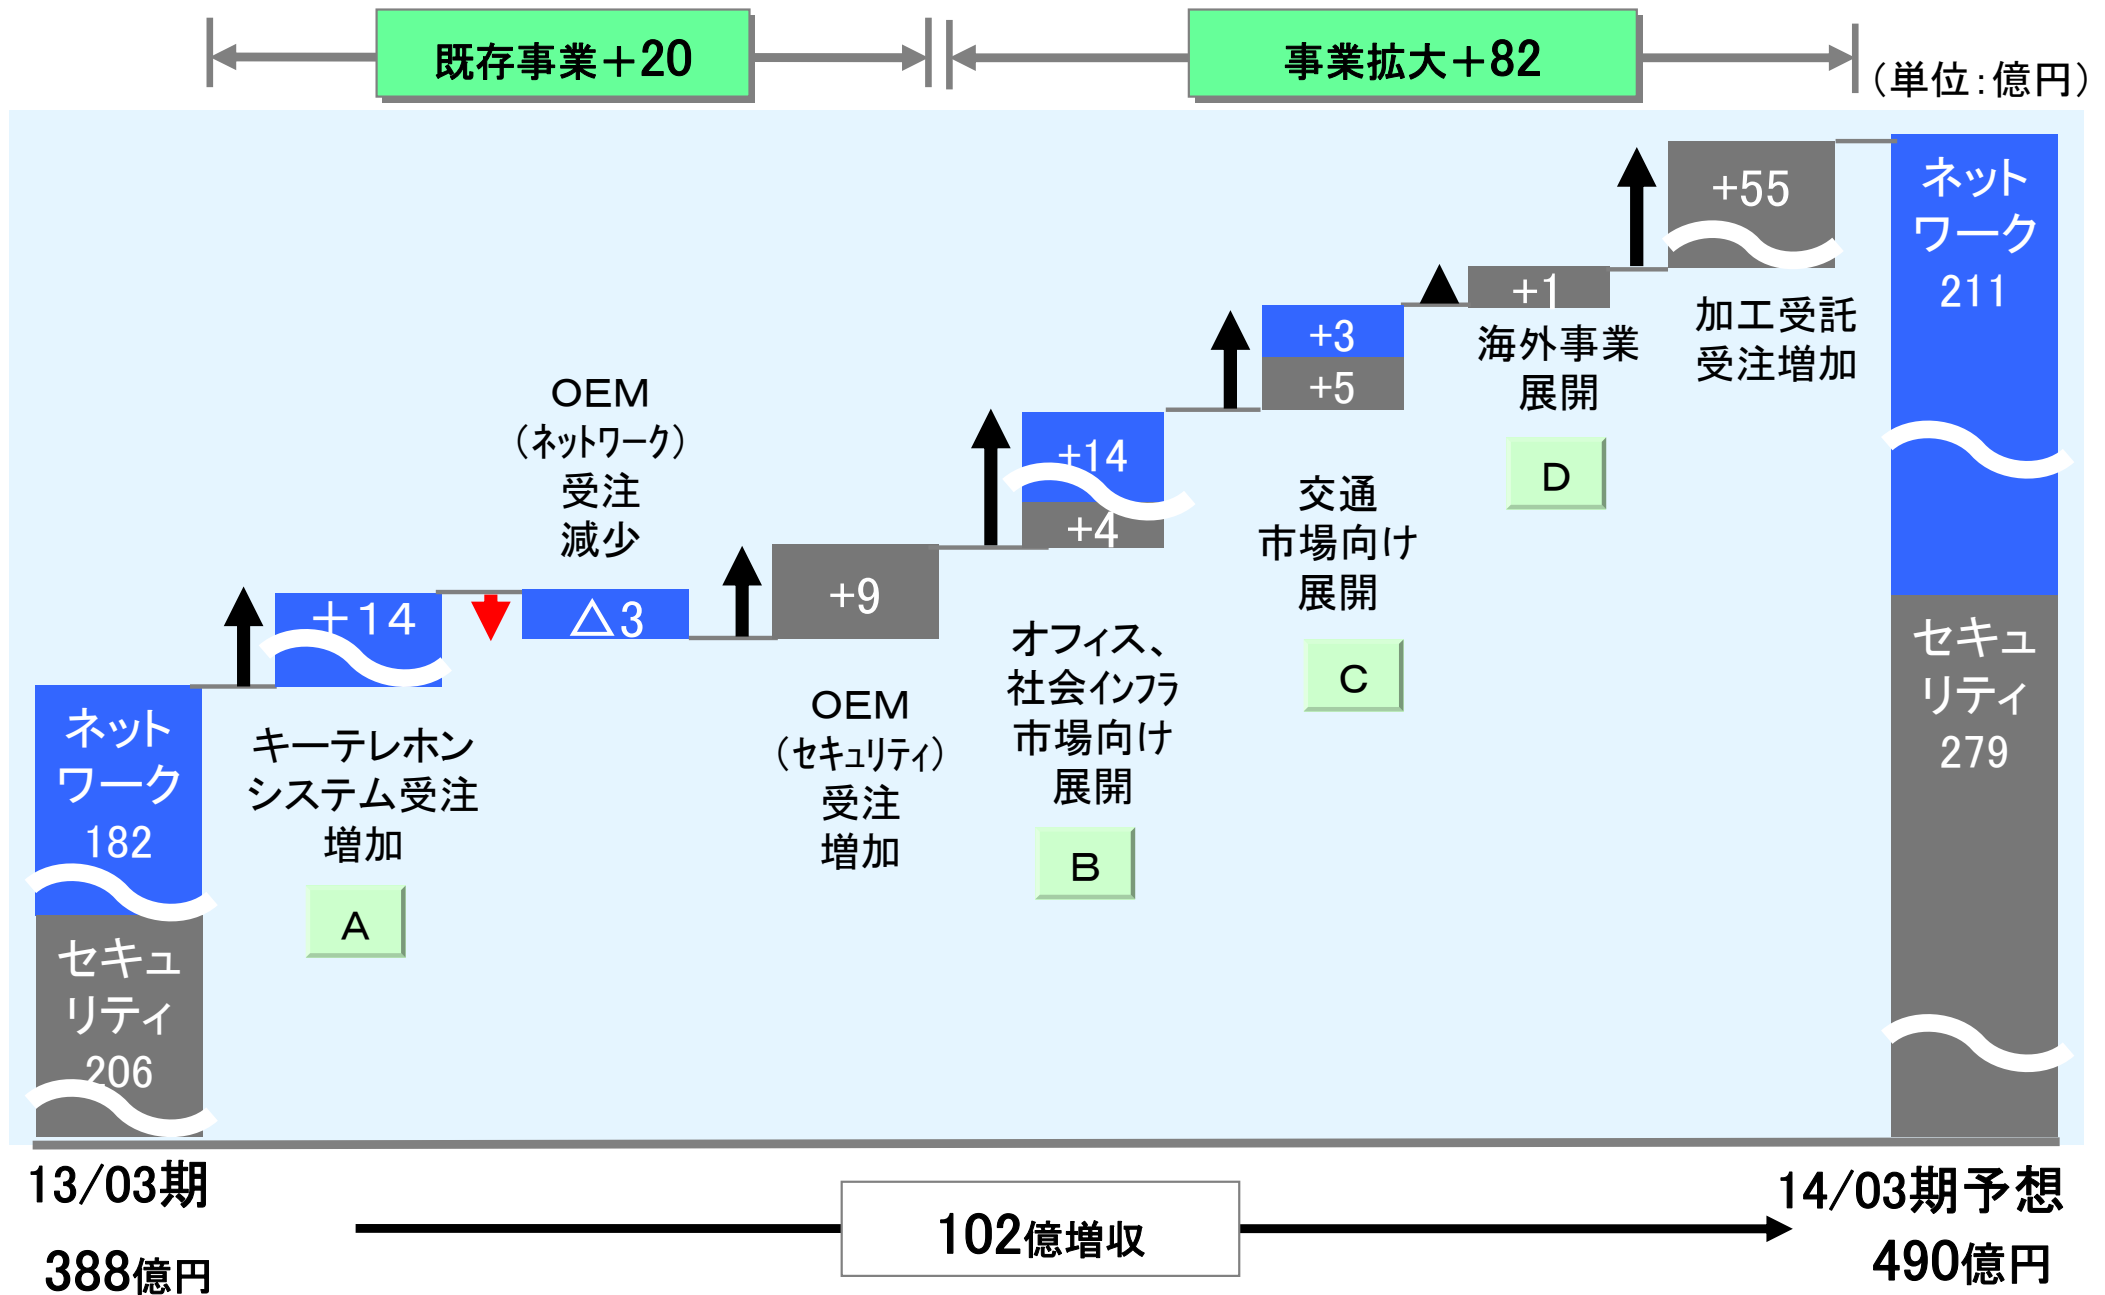 既存事業＋20
事業拡大＋82
（単位：億円）
ネット
ワーク
182
セキュ
リティ
206
＋14
キーテレホン
システム受注
増加
A
OEM
（ネットワーク）
受注
減少
△3
+9
OEM
（セキュリティ）
受注
増加
+14
+4
オフィス、
社会インフラ
市場向け
展開
B
+3
+5
交通
市場向け
展開
C
+1
海外事業
展開
D
+55
加工受託
受注増加
ネット
ワーク
211
セキュ
リティ
279
13/03期
388億円
102億増収
14/03期予想
490億円